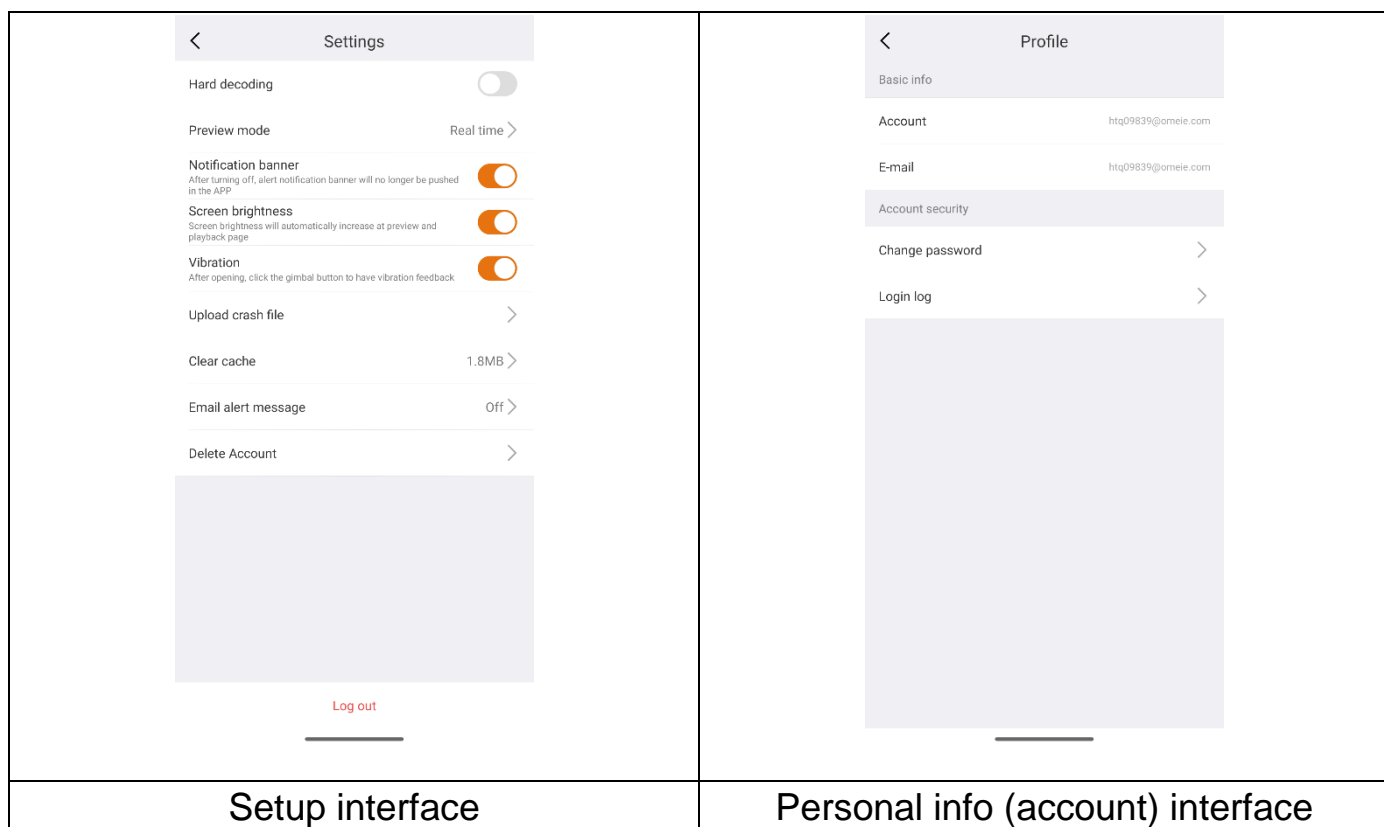 Settings
Hard decoding
Preview mode Real time
Notification banner
After turning off, alert notification banner will no longer be pushed
in the APP
Screen brightness
Screen brightness will automatically increase at preview and
playback page
Vibration
After opening, click the gimbal button to have vibration feedback
Upload crash file
Clear cache 1.8MB
Email alert message Off
Delete Account
Log out
Setup interface
Profile
Basic info
Account htq09839@omeie.com
E-mail htq09839@omeie.com
Account security
Change password
Login log
Personal info (account) interface